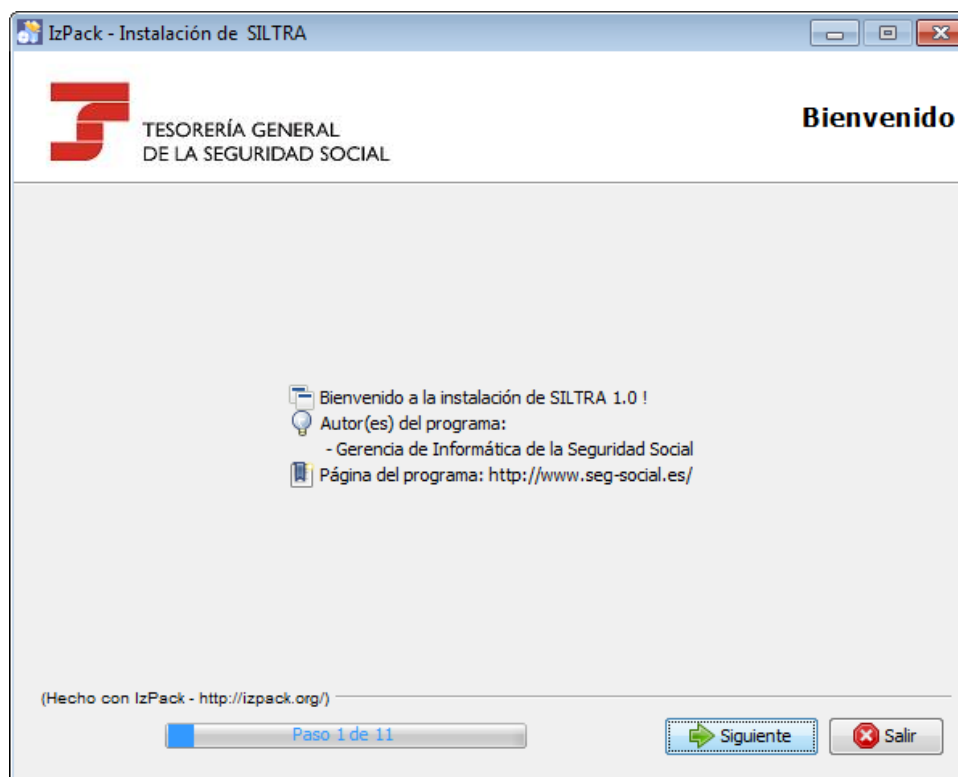 IzPack - Instalación de SILTRA
TESORERÍA GENERAL
DE LA SEGURIDAD SOCIAL
Bienvenido
Bienvenido a la instalación de SILTRA 1.0 !
Autor(es) del programa:
- Gerencia de Informática de la Seguridad Social
Página del programa: http://www.seg-social.es/
(Hecho con IzPack - http://izpack.org/)
Paso 1 de 11
Siguiente
Salir